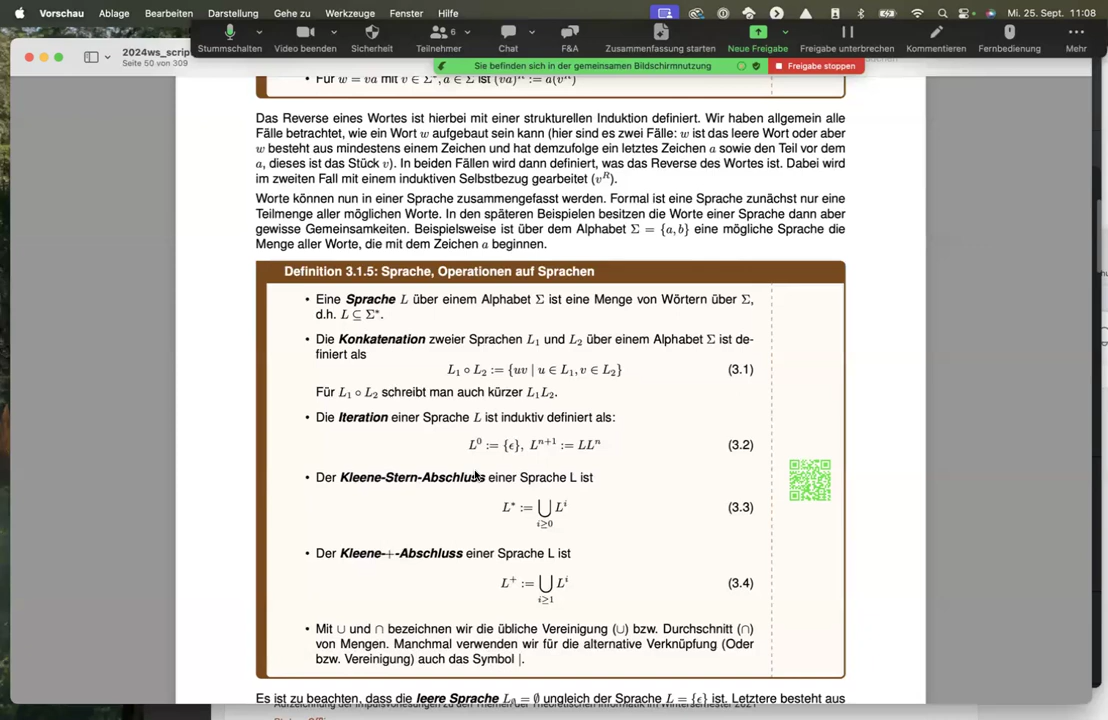 Vorschau Ablage Bearbeiten Darstellung Gehe zu Werkzeuge Fenster Hilfe Mi. 25. Sept. 11:08
Stummschalten Video beenden Sicherheit Teilnehmer 6 Chat F&A Zusammenfassung starten Neue Freigabe Freigabe unterbrechen Kommentieren Fernbedienung Mehr
2024ws_scrip
Seite 50 von 309
Sie befinden sich in der gemeinsamen Bildschirmnutzung Freigabe stoppen
• Für w = va mit v ∈ Σ*, a ∈ Σ ist (va)ᴿ := a(vᴿ)
Das Reverse eines Wortes ist hierbei mit einer strukturellen Induktion definiert. Wir haben allgemein alle
Fälle betrachtet, wie ein Wort w aufgebaut sein kann (hier sind es zwei Fälle: w ist das leere Wort oder aber
w besteht aus mindestens einem Zeichen und hat demzufolge ein letztes Zeichen a sowie den Teil vor dem
a, dieses ist das Stück v). In beiden Fällen wird dann definiert, was das Reverse des Wortes ist. Dabei wird
im zweiten Fall mit einem induktiven Selbstbezug gearbeitet (vᴿ).
Worte können nun in einer Sprache zusammengefasst werden. Formal ist eine Sprache zunächst nur eine
Teilmenge aller möglichen Worte. In den späteren Beispielen besitzen die Worte einer Sprache dann aber
gewisse Gemeinsamkeiten. Beispielsweise ist über dem Alphabet Σ = {a, b} eine mögliche Sprache die
Menge aller Worte, die mit dem Zeichen a beginnen.
Definition 3.1.5: Sprache, Operationen auf Sprachen
• Eine Sprache L über einem Alphabet Σ ist eine Menge von Wörtern über Σ,
d.h. L ⊆ Σ*.
• Die Konkatenation zweier Sprachen L₁ und L₂ über einem Alphabet Σ ist de-
finiert als
L₁ ∘ L₂ := {uv | u ∈ L₁, v ∈ L₂} (3.1)
Für L₁ ∘ L₂ schreibt man auch kürzer L₁L₂.
• Die Iteration einer Sprache L ist induktiv definiert als:
L⁰ := {ϵ}, Lⁿ⁺¹ := LLⁿ (3.2)
• Der Kleene-Stern-Abschluss einer Sprache L ist
L* := ⋃ Lⁱ (3.3)
i≥0
• Der Kleene-+-Abschluss einer Sprache L ist
L⁺ := ⋃ Lⁱ (3.4)
i≥1
• Mit ∪ und ∩ bezeichnen wir die übliche Vereinigung (∪) bzw. Durchschnitt (∩)
von Mengen. Manchmal verwenden wir für die alternative Verknüpfung (Oder
bzw. Vereinigung) auch das Symbol |.
Es ist zu beachten, dass die leere Sprache L∅ = ∅ ungleich der Sprache L = {ϵ} ist. Letztere besteht aus